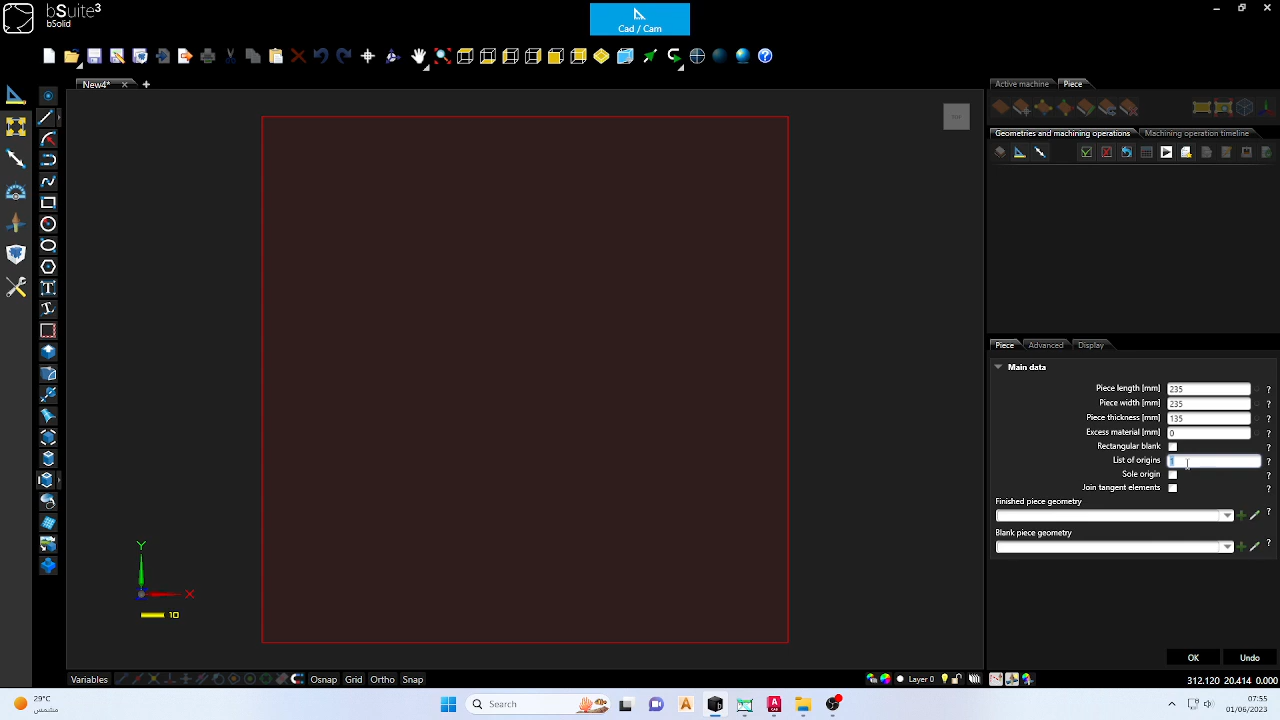 bSuite³
bSolid
Cad / Cam
New4*
Active machine
Piece
Geometries and machining operations
Machining operation timeline
Piece
Advanced
Display
Main data
Piece length [mm] 235 ?
Piece width [mm] 235 ?
Piece thickness [mm] 135 ?
Excess material [mm] 0 ?
Rectangular blank ?
List of origins 1 ?
Sole origin ?
Join tangent elements ?
Finished piece geometry ?
Blank piece geometry ?
Y
X
10
OK
Undo
Variables
Osnap
Grid
Ortho
Snap
Layer 0
312.120 20.414 0.000
29°C
مشمس
Search
07:55
01/06/2023